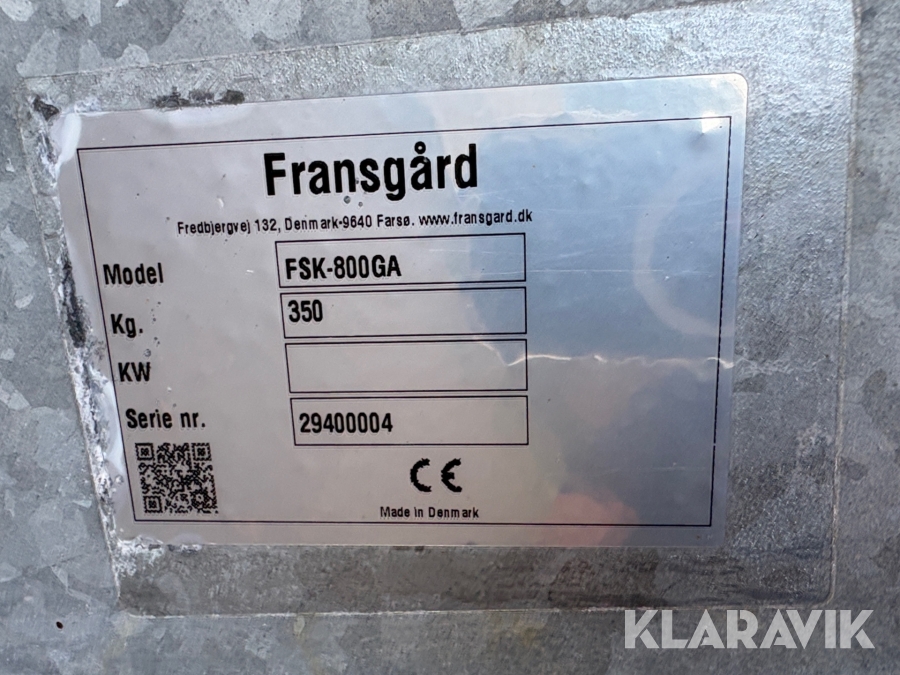 Fransgård
Fredbjergvej 132, Denmark-9640 Farsø. www.fransgard.dk
Model FSK-800GA
Kg. 350
KW
Serie nr. 29400004
CE
Made in Denmark
KLARAVIK